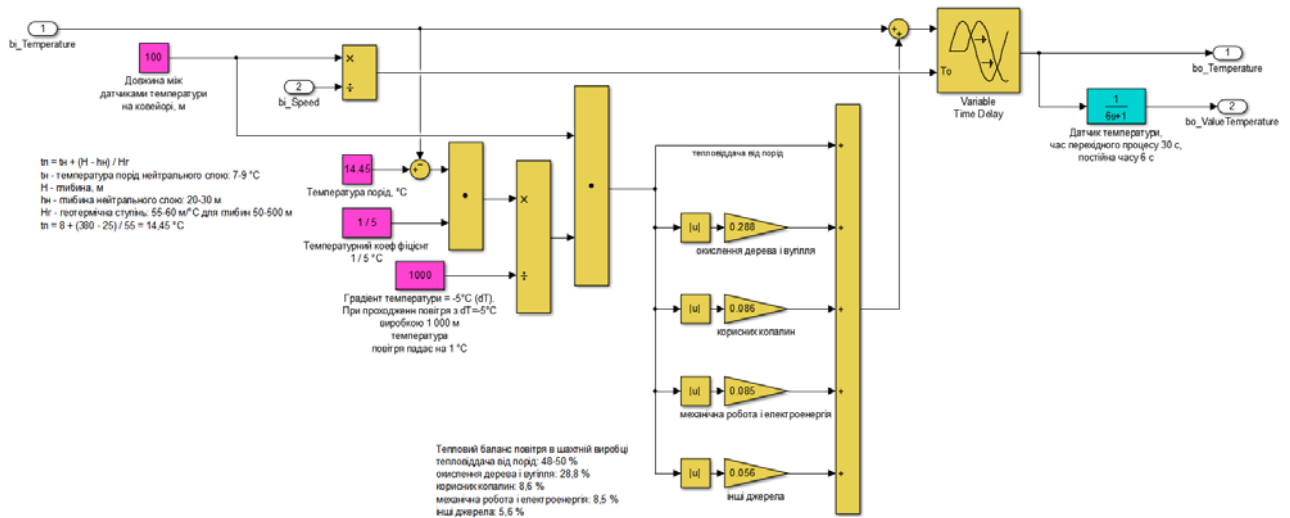 1
bi_Temperature
100
Довжина між
датчиками температури
на ковейорі, м
×
÷
2
bi_Speed
To
Variable
Time Delay
1
bo_Temperature
1
6s+1
2
bo_ValueTemperature
Датчик температури,
час перехідного процесу 30 с,
постійна часу 6 с
tп = tн + (H - hн) / Hг
tн - температура порід нейтрального слою: 7-9 °C
H - глибина, м
hн - глибина нейтрального слою: 20-30 м
Hг - геотермічна ступінь: 55-60 м/°C для глибин 50-500 м
tп = 8 + (380 - 25) / 55 = 14,45 °C
14.45
Температура порід, °C
1 / 5
Температурний коефіцієнт
1 / 5 °C
1000
×
÷
Градієнт температури = -5°C (dT).
При проходженн повітря з dT=-5°C
виробкою 1 000 м
температура
повітря падає на 1 °C
тепловіддача від порід
|u|
0.288
окислення дерева і вугілля
|u|
0.086
корисних копалин
|u|
0.085
механічна робота і електроенергія
|u|
0.056
інші джерела
Тепловий баланс повітря в шахтній виробці
тепловіддача від порід: 48-50 %
окислення дерева і вугілля: 28,8 %
корисних копалин: 8,6 %
механічна робота і електроенергія: 8,5 %
інші джерела: 5,6 %